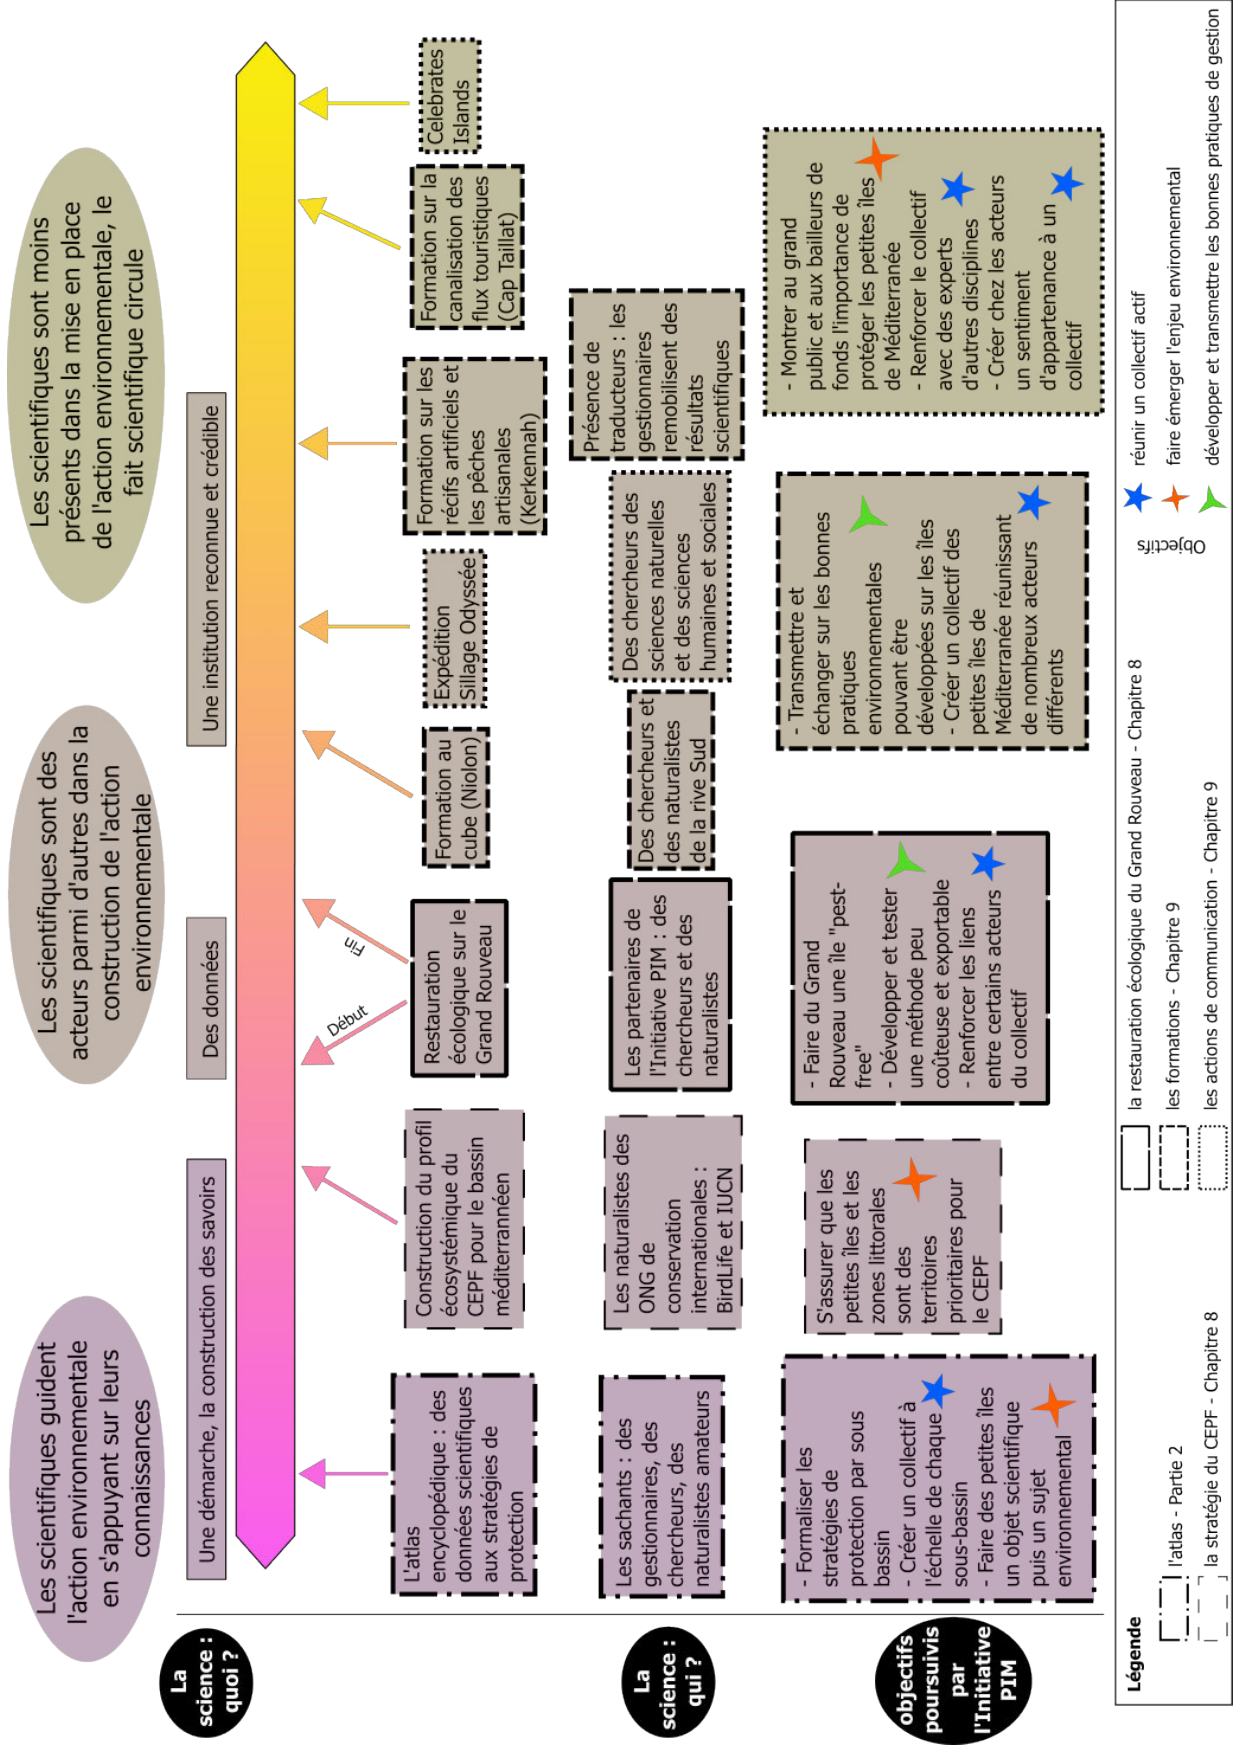 Les scientifiques guident
l'action environnementale
en s'appuyant sur leurs
connaissances
Les scientifiques sont des
acteurs parmi d'autres dans la
construction de l'action
environnementale
Les scientifiques sont moins
présents dans la mise en place
de l'action environnementale, le
fait scientifique circule
La
science :
quoi ?
Une démarche, la construction des savoirs
Des données
Une institution reconnue et crédible
Début
Fin
L'atlas
encyclopédique : des
données scientifiques
aux stratégies de
protection
Construction du profil
écosystémique du
CEPF pour le bassin
méditerrannéen
Restauration
écologique sur le
Grand Rouveau
Formation au
cube (Niolon)
Expédition
Sillage Odyssée
Formation sur les
récifs artificiels et
les pêches
artisanales
(Kerkennah)
Formation sur la
canalisation des
flux touristiques
(Cap Taillat)
Celebrates
Islands
La
science :
qui ?
Les sachants : des
gestionnaires, des
chercheurs, des
naturalistes amateurs
Les naturalistes des
ONG de
conservation
internationales :
BirdLife et IUCN
Les partenaires de
l'Initiative PIM : des
chercheurs et des
naturalistes
Des chercheurs et
des naturalistes
de la rive Sud
Des chercheurs des
sciences naturelles
et des sciences
humaines et sociales
Présence de
traducteurs : les
gestionnaires
remobilisent des
résultats
scientifiques
objectifs
poursuivis
par
l'Initiative
PIM
- Formaliser les
stratégies de
protection par sous
bassin
- Créer un collectif à
l'échelle de chaque
sous-bassin
- Faire des petites îles
un objet scientifique
puis un sujet
environnemental
S'assurer que les
petites îles et les
zones littorales
sont des
territoires
prioritaires pour
le CEPF
- Faire du Grand
Rouveau une île "pest-
free"
- Développer et tester
une méthode peu
coûteuse et exportable
- Renforcer les liens
entre certains acteurs
du collectif
- Transmettre et
échanger sur les bonnes
pratiques
environnementales
pouvant être
développées sur les îles
- Créer un collectif des
petites îles de
Méditerranée réunissant
de nombreux acteurs
différents
- Montrer au grand
public et aux bailleurs de
fonds l'importance de
protéger les petites îles
de Méditerranée
- Renforcer le collectif
avec des experts
d'autres disciplines
- Créer chez les acteurs
un sentiment
d'appartenance à un
collectif
Légende
l'atlas - Partie 2
la stratégie du CEPF - Chapitre 8
la restauration écologique du Grand Rouveau - Chapitre 8
les formations - Chapitre 9
les actions de communication - Chapitre 9
Objectifs
réunir un collectif actif
faire émerger l'enjeu environnemental
développer et transmettre les bonnes pratiques de gestion